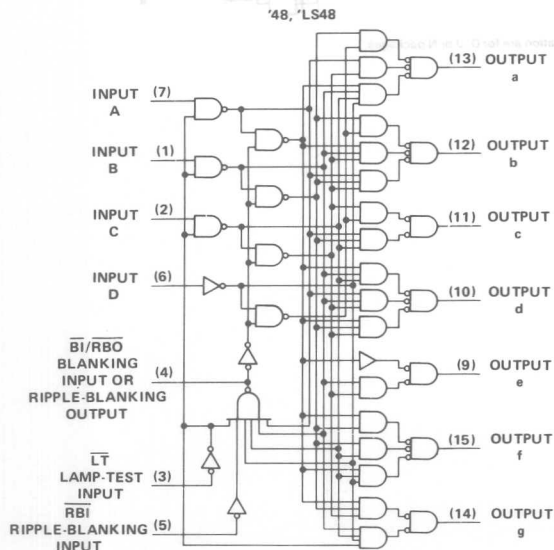 '48, 'LS48
INPUT A (7)
INPUT B (1)
INPUT C (2)
INPUT D (6)
BI/RBO BLANKING INPUT OR RIPPLE-BLANKING OUTPUT (4)
LT LAMP-TEST INPUT (3)
RBI RIPPLE-BLANKING INPUT (5)
(13) OUTPUT a
(12) OUTPUT b
(11) OUTPUT c
(10) OUTPUT d
(9) OUTPUT e
(15) OUTPUT f
(14) OUTPUT g